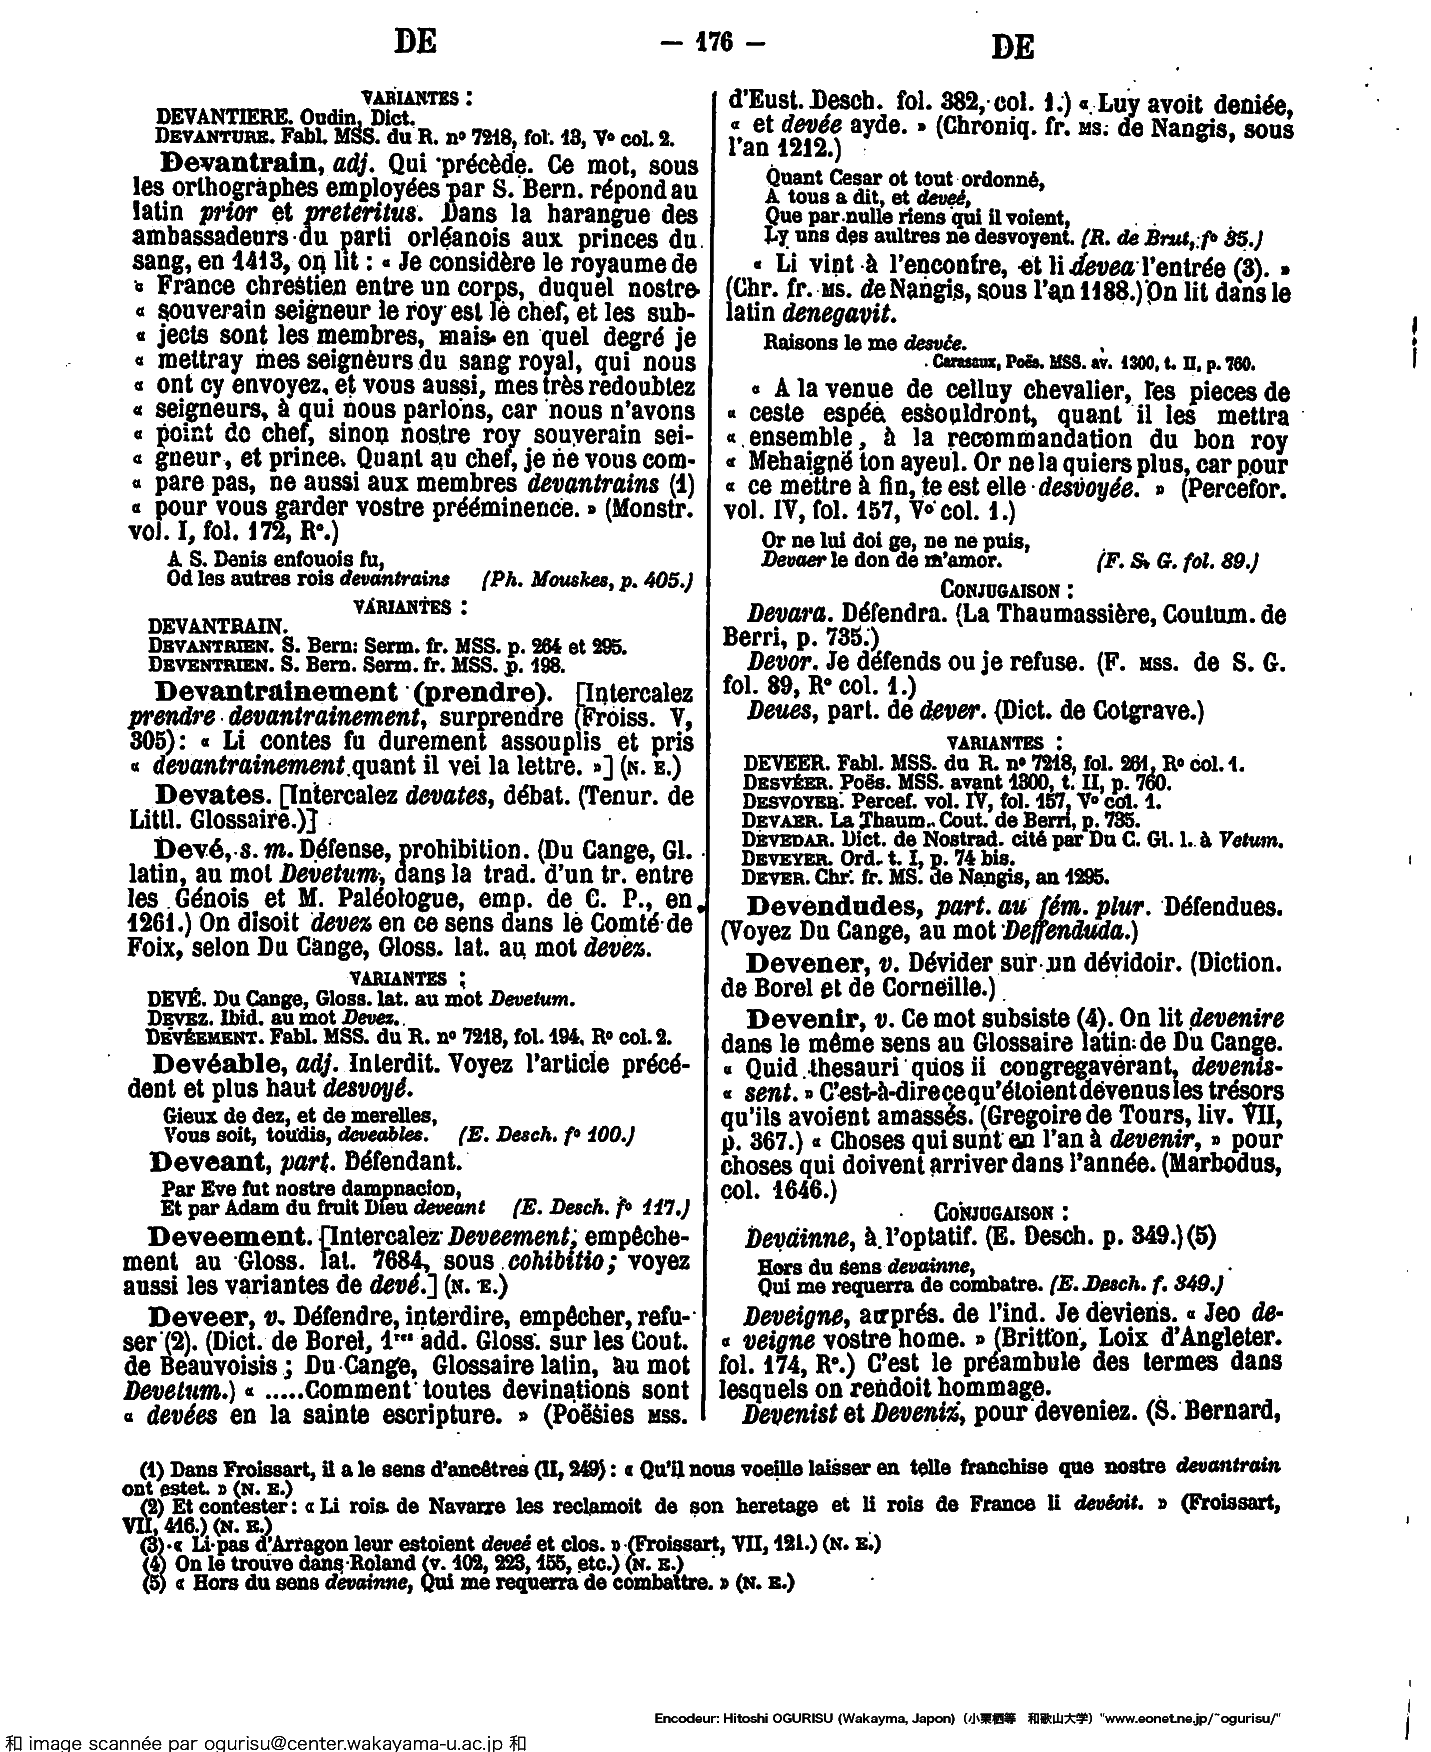 DE
— 176 —
DE
VARIANTES :
DEVANTIERE. Oudin, Dict.
DEVANTURE. Fabl. MSS. du R. nº 7218, fol. 13, Vº col. 2.
Devantrain, adj. Qui précède. Ce mot, sous
les orthographes employées par S. Bern. répond au
latin prior et preteritus. Dans la harangue des
ambassadeurs du parti orléanois aux princes du
sang, en 1413, on lit : « Je considère le royaume de
« France chrestien entre un corps, duquel nostre
« souverain seigneur le roy est le chef, et les sub-
« jects sont les membres, mais en quel degré je
« mettray mes seigneurs du sang royal, qui nous
« ont cy envoyez, et vous aussi, mes très redoublez
« seigneurs, à qui nous parlons, car nous n'avons
« point de chef, sinon nostre roy souverain sei-
« gneur, et prince. Quant au chef, je ne vous com-
« pare pas, ne aussi aux membres devantrains (1)
« pour vous garder vostre prééminence. » (Monstr.
vol. I, fol. 172, Rº.)
A S. Denis enfouois fu,
Od les autres rois devantrains (Ph. Mouskes, p. 405.)
VARIANTES :
DEVANTRAIN.
DEVANTRIEN. S. Bern: Serm. fr. MSS. p. 264 et 295.
DEVENTRIEN. S. Bern. Serm. fr. MSS. p. 198.
Devantrainement (prendre). [Intercalez
prendre devantrainement, surprendre (Froiss. V,
305) : « Li contes fu durement assouplis et pris
« devantrainement quant il vei la lettre. »] (N. E.)
Devates. [Intercalez devates, débat. (Tenur. de
Littl. Glossaire.)]
Devé, s. m. Défense, prohibition. (Du Cange, Gl.
latin, au mot Devetum, dans la trad. d'un tr. entre
les Génois et M. Paléologue, emp. de C. P., en
1261.) On disoit devez en ce sens dans le Comté de
Foix, selon Du Cange, Gloss. lat. au mot devez.
VARIANTES :
DEVÉ. Du Cange, Gloss. lat. au mot Devetum.
DEVEZ. Ibid. au mot Devez.
DEVÉEMENT. Fabl. MSS. du R. nº 7218, fol. 194, Rº col. 2.
Devéable, adj. Interdit. Voyez l'article précé-
dent et plus haut desvoyé.
Gieux de dez, et de merelles,
Vous soit, toudis, deveables. (E. Desch. fº 100.)
Deveant, part. Défendant.
Par Eve fut nostre dampnacion,
Et par Adam du fruit Dieu deveant (E. Desch. fº 117.)
Deveement. [Intercalez Deveement, empêche-
ment au Gloss. lat. 7684, sous cohibitio ; voyez
aussi les variantes de devé.] (N. E.)
Deveer, v. Défendre, interdire, empêcher, refu-
ser (2). (Dict. de Borel, 1res add. Gloss. sur les Cout.
de Beauvoisis ; Du Cange, Glossaire latin, au mot
Devetum.) « .....Comment toutes devinations sont
« devées en la sainte escripture. » (Poësies MSS.
d'Eust. Desch. fol. 382, col. 1.) « Luy avoit deniée,
« et devée ayde. » (Chroniq. fr. MS. de Nangis, sous
l'an 1212.)
Quant Cesar ot tout ordonné,
A tous a dit, et deveé,
Que par nulle riens qui il voient,
Ly uns des aultres ne desvoyent. (R. de Brut, fº 35.)
« Li vint à l'encontre, et li devea l'entrée (3). »
(Chr. fr. MS. de Nangis, sous l'an 1188.) On lit dans le
latin denegavit.
Raisons le me desvée.
Carasaux, Poës. MSS. av. 1300, t. II, p. 760.
« A la venue de celluy chevalier, les pieces de
« ceste espée essouldront, quant il les mettra
« ensemble, à la recommandation du bon roy
« Mehaigné ton ayeul. Or ne la quiers plus, car pour
« ce mettre à fin, te est elle desvoyée. » (Percefor.
vol. IV, fol. 157, Vº col. 1.)
Or ne lui doi ge, ne ne puis,
Devaer le don de m'amor. (F. S. G. fol. 89.)
CONJUGAISON :
Devara. Défendra. (La Thaumassière, Coutum. de
Berri, p. 735.)
Devor. Je défends ou je refuse. (F. MSS. de S. G.
fol. 89, Rº col. 1.)
Deues, part. de dever. (Dict. de Cotgrave.)
VARIANTES :
DEVEER. Fabl. MSS. du R. nº 7218, fol. 261, Rº col. 1.
DESVÉER. Poës. MSS. avant 1300, t. II, p. 760.
DESVOYER. Percef. vol. IV, fol. 157, Vº col. 1.
DEVAER. La Thaum. Cout. de Berri, p. 735.
DEVEDAR. Dict. de Nostrad. cité par Du C. Gl. l. à Vetum.
DEVEYER. Ord. t. I, p. 74 bis.
DEVER. Chr. fr. MS. de Nangis, an 1295.
Devendudes, part. au fém. plur. Défendues.
(Voyez Du Cange, au mot Deffenduda.)
Devener, v. Dévider sur un dévidoir. (Diction.
de Borel et de Corneille.)
Devenir, v. Ce mot subsiste (4). On lit devenire
dans le même sens au Glossaire latin de Du Cange.
« Quid thesauri quos ii congregaverant, devenis-
« sent. » C'est-à-dire ce qu'étoient devenus les trésors
qu'ils avoient amassés. (Gregoire de Tours, liv. VII,
p. 367.) « Choses qui sunt en l'an à devenir, » pour
choses qui doivent arriver dans l'année. (Marbodus,
col. 1646.)
CONJUGAISON :
Devainne, à l'optatif. (E. Desch. p. 349.) (5)
Hors du sens devainne,
Qui me requerra de combatre. (E. Desch. f. 349.)
Deveigne, au prés. de l'ind. Je deviens. « Jeo de-
« veigne vostre home. » (Britton, Loix d'Angleter.
fol. 174, Rº.) C'est le préambule des termes dans
lesquels on rendoit hommage.
Devenist et Deveniz, pour deveniez. (S. Bernard,
(1) Dans Froissart, il a le sens d'ancêtres (II, 249) : « Qu'il nous voeille laisser en telle franchise que nostre devantrain
ont estet. » (N. E.)
(2) Et contester : « Li rois de Navarre les reclamoit de son heretage et li rois de France li devéoit. » (Froissart,
VII, 416.) (N. E.)
(3) « Li pas d'Arragon leur estoient deveé et clos. » (Froissart, VII, 121.) (N. E.)
(4) On le trouve dans Roland (v. 102, 223, 155, etc.) (N. E.)
(5) « Hors du sens devainne, Qui me requerra de combattre. » (N. E.)
Encodeur: Hitoshi OGURISU (Wakayma, Japon) (小栗栖等 和歌山大学) "www.eonet.ne.jp/~ogurisu/"
和 image scannée par ogurisu@center.wakayama-u.ac.jp 和